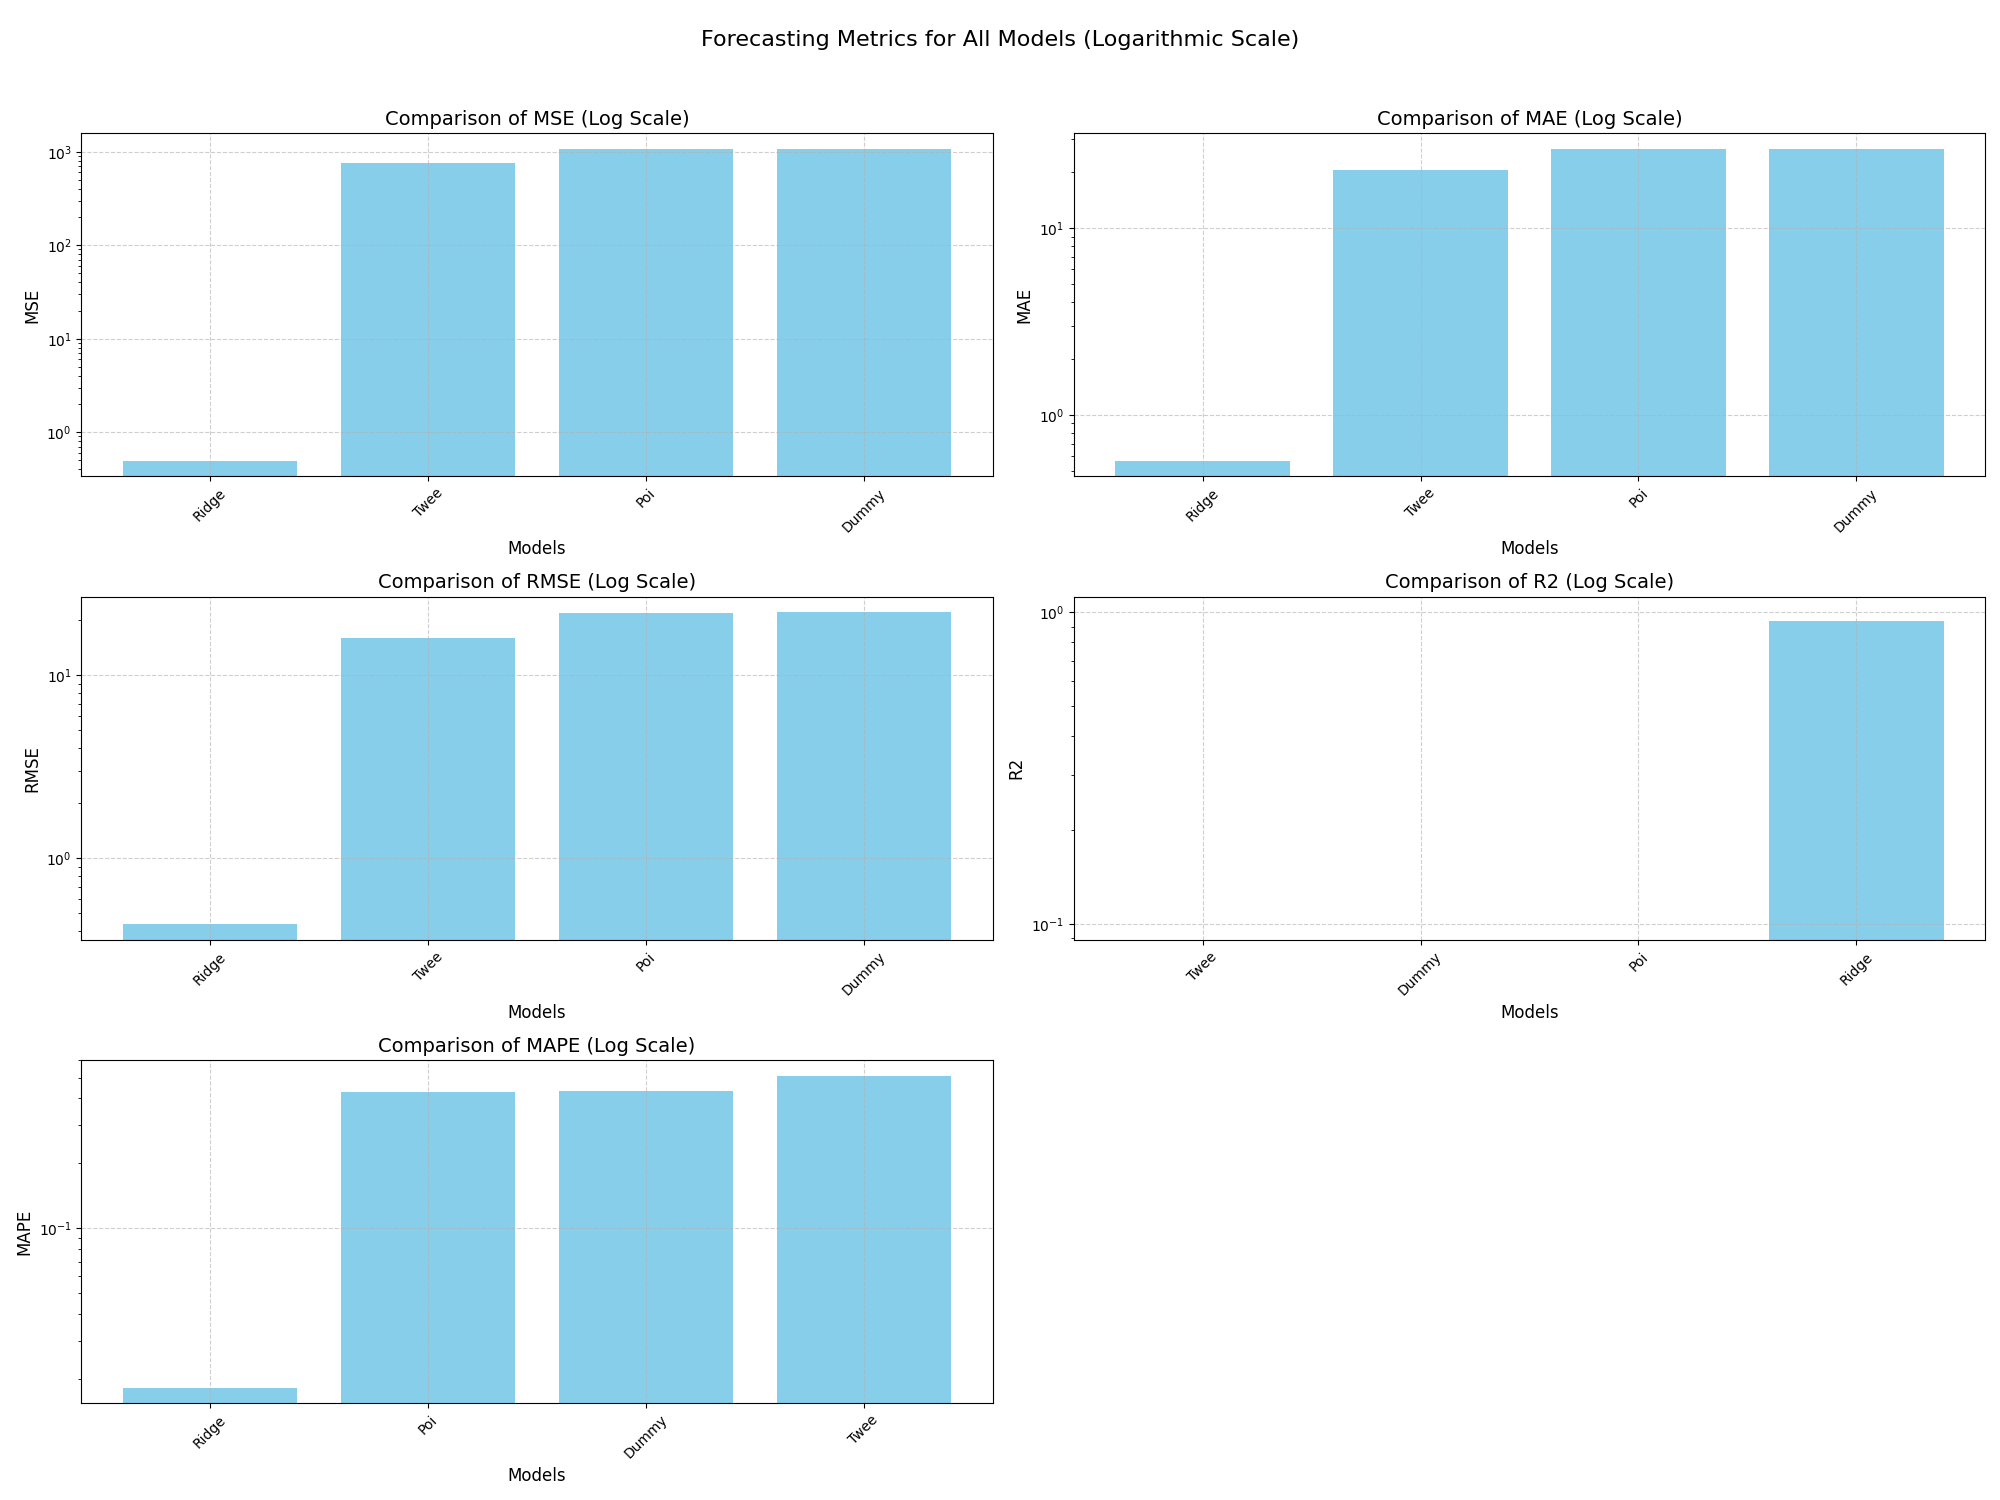 Forecasting Metrics for All Models (Logarithmic Scale)
Comparison of MSE (Log Scale)
MSE
10³
10²
10¹
10⁰
Ridge
Twee
Poi
Dummy
Models
Comparison of MAE (Log Scale)
MAE
10¹
10⁰
Ridge
Twee
Poi
Dummy
Models
Comparison of RMSE (Log Scale)
RMSE
10¹
10⁰
Ridge
Twee
Poi
Dummy
Models
Comparison of R2 (Log Scale)
R2
10⁰
10⁻¹
Twee
Dummy
Poi
Ridge
Models
Comparison of MAPE (Log Scale)
MAPE
10⁻¹
Ridge
Poi
Dummy
Twee
Models